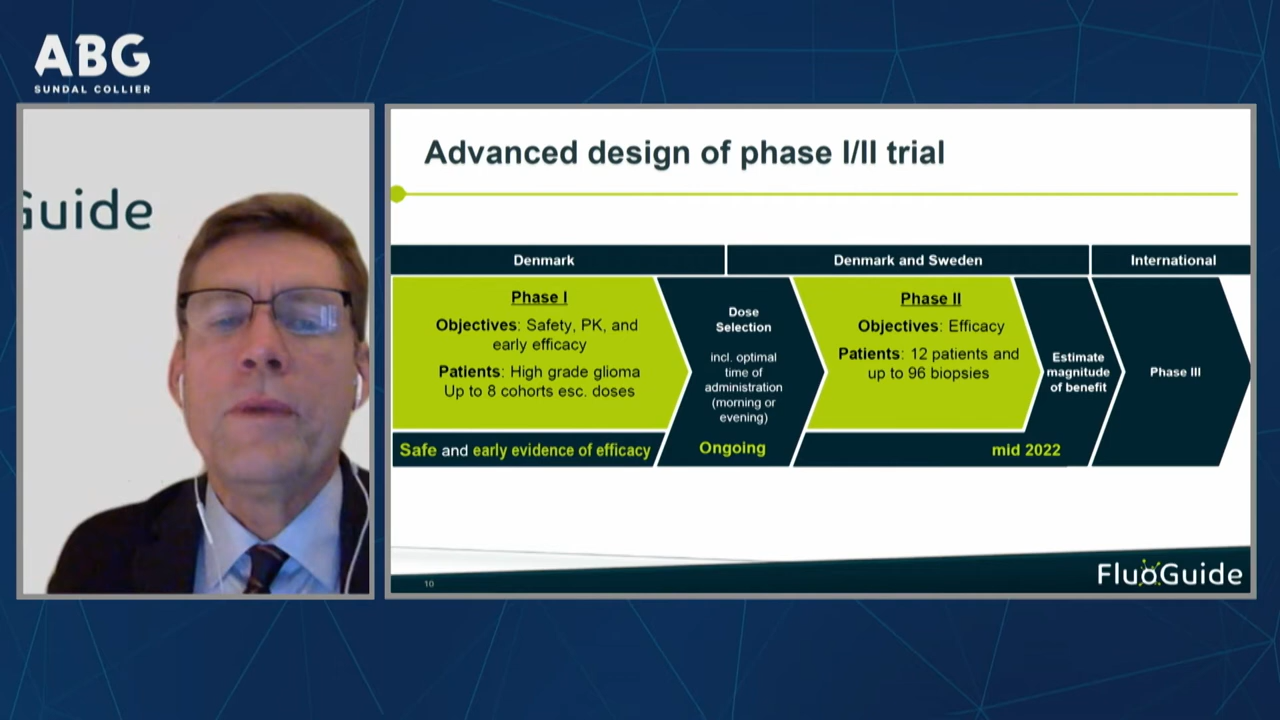 ABG
SUNDAL COLLIER
Guide
Advanced design of phase I/II trial
Denmark
Denmark and Sweden
International
Phase I
Objectives: Safety, PK, and
early efficacy
Patients: High grade glioma
Up to 8 cohorts esc. doses
Safe and early evidence of efficacy
Dose
Selection
incl. optimal
time of
administration
(morning or
evening)
Ongoing
Phase II
Objectives: Efficacy
Patients: 12 patients and
up to 96 biopsies
Estimate
magnitude
of benefit
mid 2022
Phase III
10
FluoGuide